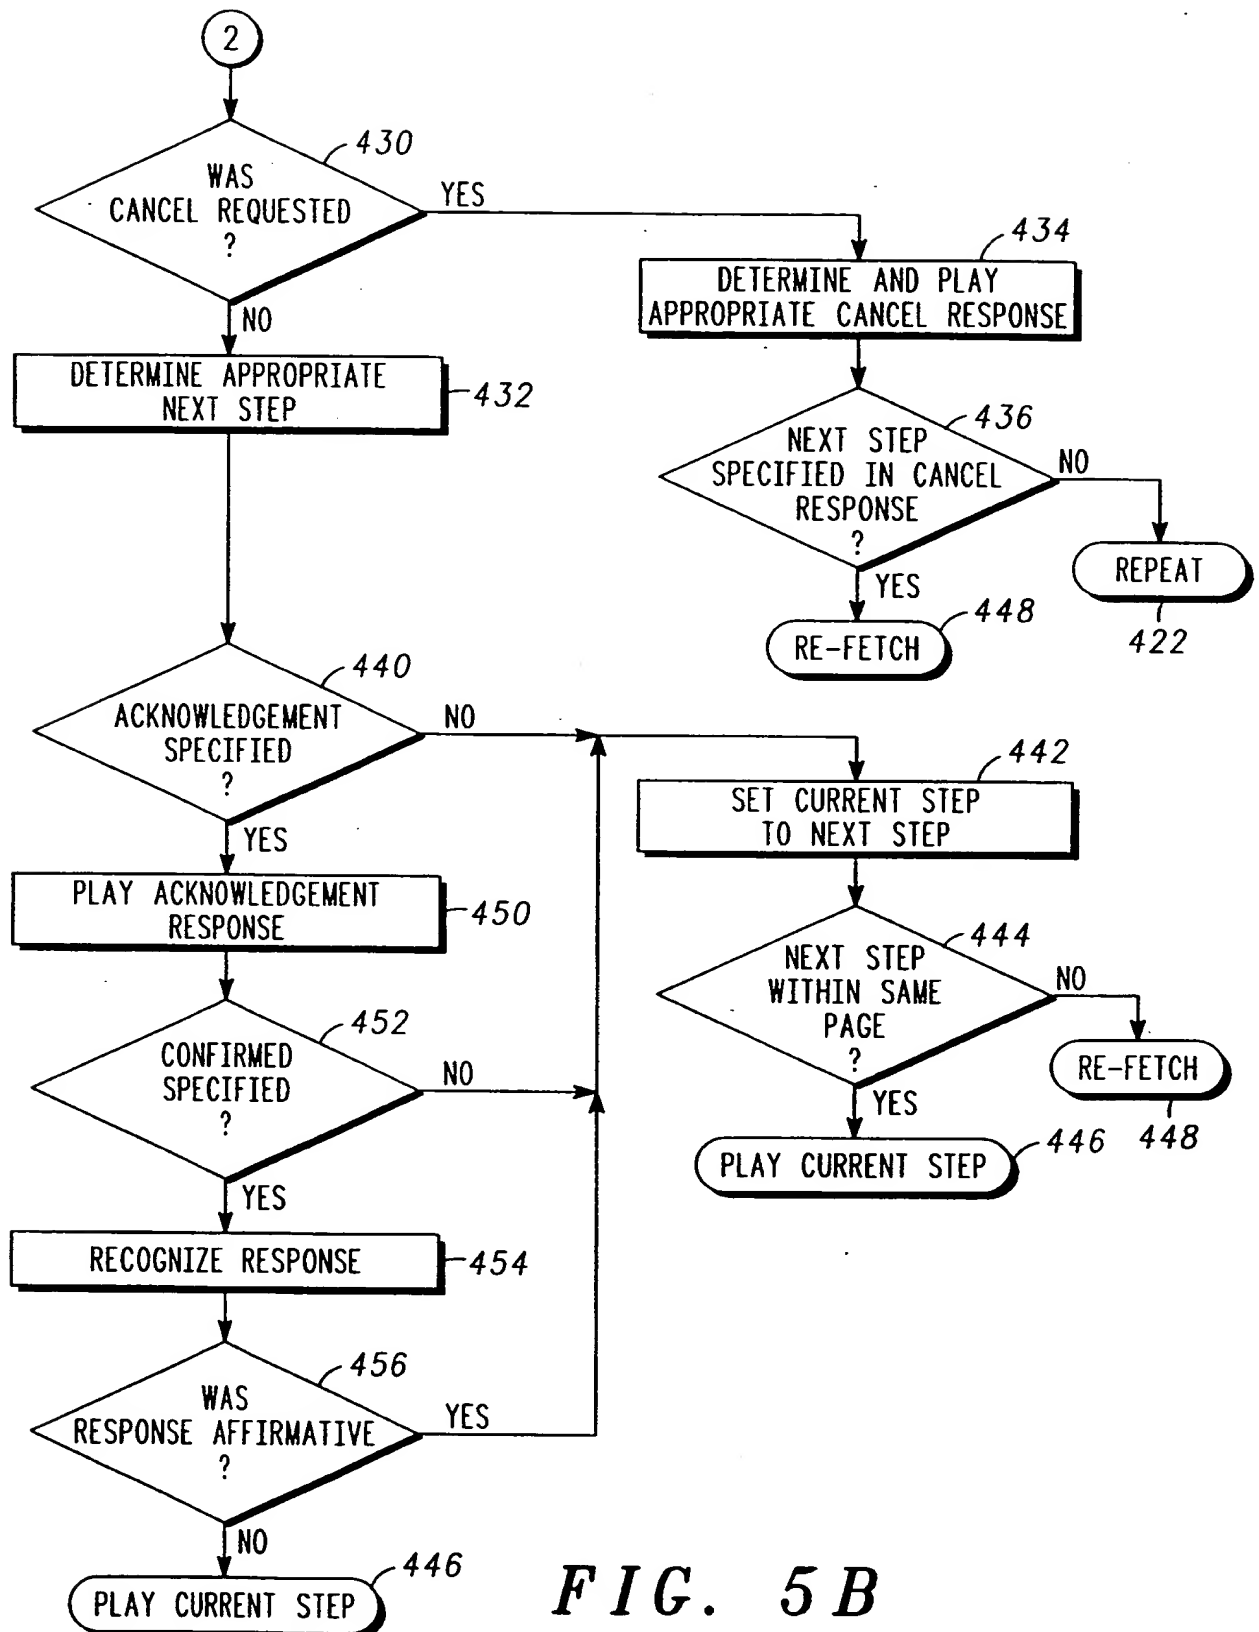 2
430
WAS
CANCEL REQUESTED
?
YES
NO
434
DETERMINE AND PLAY
APPROPRIATE CANCEL RESPONSE
DETERMINE APPROPRIATE
NEXT STEP
432
436
NEXT STEP
SPECIFIED IN CANCEL
RESPONSE
?
NO
YES
REPEAT
422
RE-FETCH
448
440
ACKNOWLEDGEMENT
SPECIFIED
?
NO
YES
442
SET CURRENT STEP
TO NEXT STEP
PLAY ACKNOWLEDGEMENT
RESPONSE
450
444
NEXT STEP
WITHIN SAME
PAGE
?
NO
YES
RE-FETCH
448
PLAY CURRENT STEP
446
452
CONFIRMED
SPECIFIED
?
NO
YES
RECOGNIZE RESPONSE
454
456
WAS
RESPONSE AFFIRMATIVE
?
YES
NO
446
PLAY CURRENT STEP
FIG. 5B